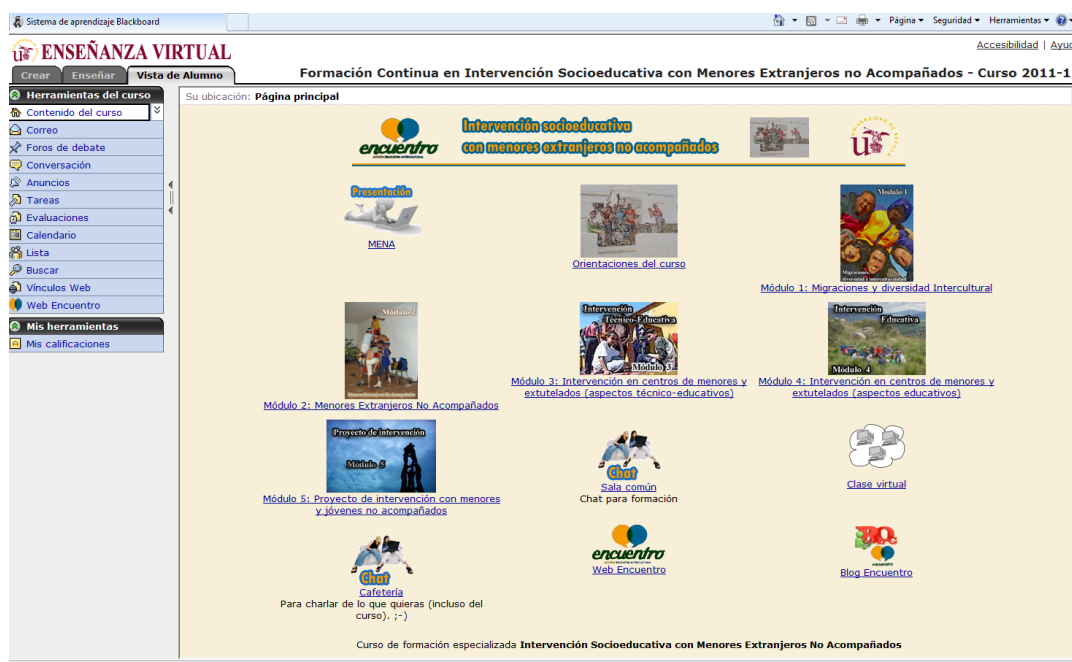 Sistema de aprendizaje Blackboard
Página Seguridad Herramientas
ENSEÑANZA VIRTUAL
Accesibilidad | Ayuc
Crear Enseñar Vista de Alumno
Formación Continua en Intervención Socioeducativa con Menores Extranjeros no Acompañados - Curso 2011-1
Herramientas del curso
Contenido del curso
Correo
Foros de debate
Conversación
Anuncios
Tareas
Evaluaciones
Calendario
Lista
Buscar
Vínculos Web
Web Encuentro
Mis herramientas
Mis calificaciones
Su ubicación: Página principal
encuentro
Intervención socioeducativa
con menores extranjeros no acompañados
Presentación
MENA
Orientaciones del curso
Modulo 1
Migraciones,
diversidad e interculturalidad
Módulo 1: Migraciones y diversidad Intercultural
Módulo 2
Módulo 2: Menores Extranjeros No Acompañados
Intervención
Técnico-Educativa
Módulo 3
Módulo 3: Intervención en centros de menores y
extutelados (aspectos técnico-educativos)
Intervención
Educativa
Módulo 4
Módulo 4: Intervención en centros de menores y
extutelados (aspectos educativos)
Proyecto de intervención
Módulo 5
Módulo 5: Proyecto de intervención con menores
y jóvenes no acompañados
Chat
Sala común
Chat para formación
Clase virtual
Chat
Cafetería
Para charlar de lo que quieras (incluso del
curso). ;-)
encuentro
Web Encuentro
BLOG
Blog Encuentro
Curso de formación especializada Intervención Socioeducativa con Menores Extranjeros No Acompañados